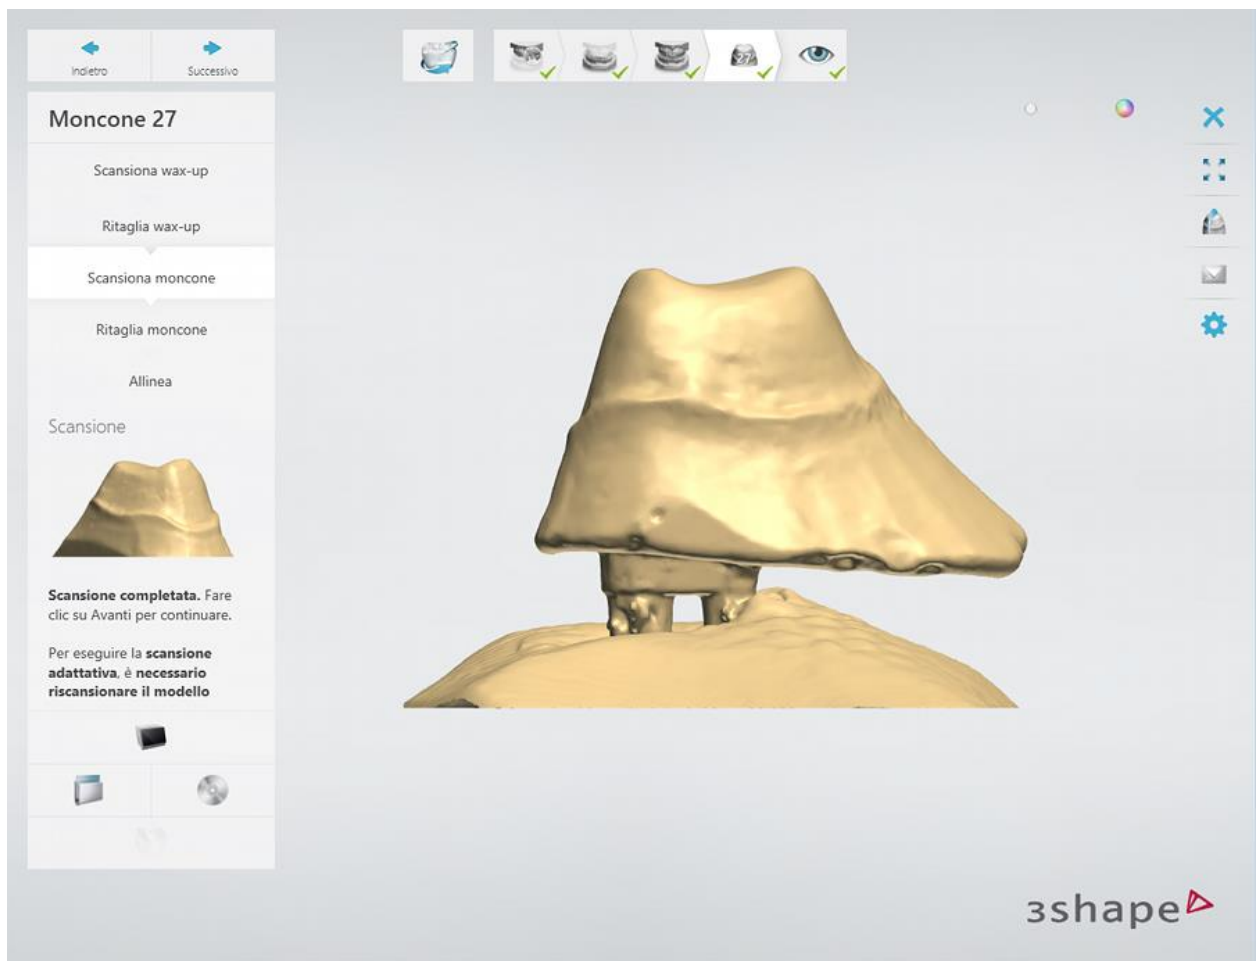 Indietro
Successivo
27
Moncone 27
Scansiona wax-up
Ritaglia wax-up
Scansiona moncone
Ritaglia moncone
Allinea
Scansione
Scansione completata. Fare
clic su Avanti per continuare.
Per eseguire la scansione
adattativa, è necessario
riscansionare il modello
3shape